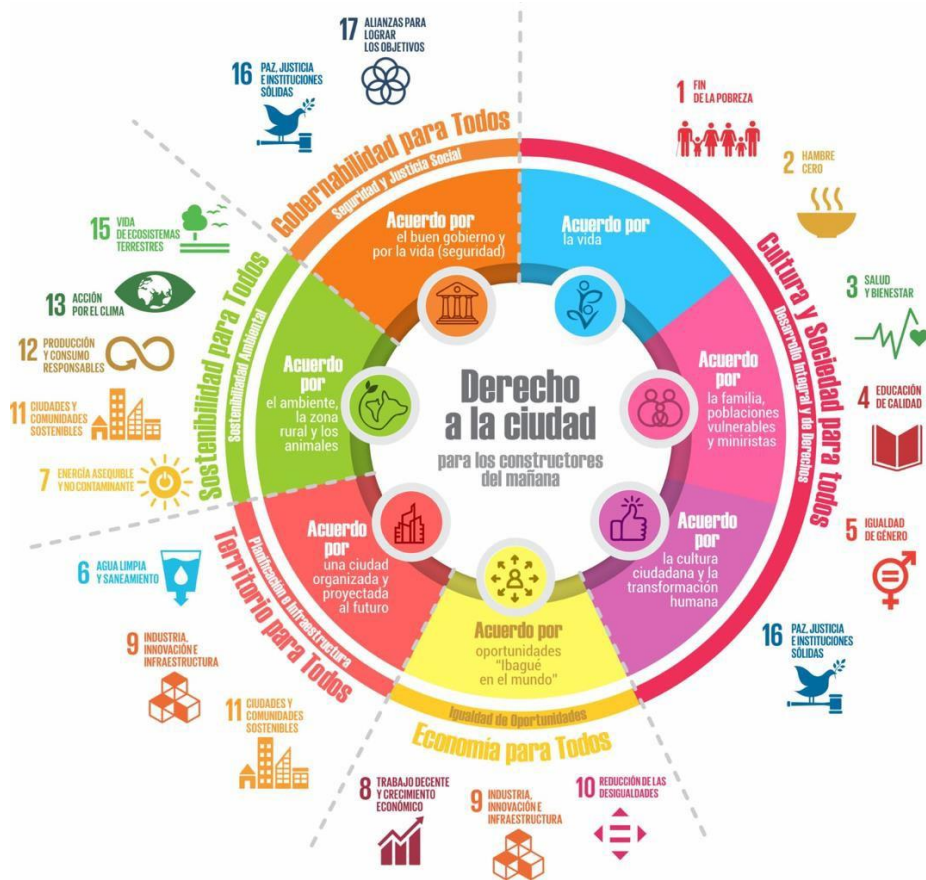 Derecho
a la ciudad
para los constructores
del mañana
Acuerdo por
la vida
Acuerdo
por
la familia,
poblaciones
vulnerables
y miniristas
Acuerdo
por
la cultura
ciudadana y la
transformación
humana
Acuerdo por
oportunidades
"Ibagué
en el mundo"
Acuerdo
por
una ciudad
organizada y
proyectada
al futuro
Acuerdo
por
el ambiente,
la zona
rural y los
animales
Acuerdo por
el buen gobierno y
por la vida (seguridad)
Cultura y Sociedad para todos
Desarrollo Integral y de Derechos
1 FIN
DE LA POBREZA
2 HAMBRE
CERO
3 SALUD
Y BIENESTAR
4 EDUCACIÓN
DE CALIDAD
5 IGUALDAD
DE GÉNERO
16 PAZ, JUSTICIA
E INSTITUCIONES
SÓLIDAS
Igualdad de Oportunidades
Economía para Todos
8 TRABAJO DECENTE
Y CRECIMIENTO
ECONÓMICO
9 INDUSTRIA,
INNOVACIÓN E
INFRAESTRUCTURA
10 REDUCCIÓN DE LAS
DESIGUALDADES
Territorio para Todos
Planificación e Infraestructura
6 AGUA LIMPIA
Y SANEAMIENTO
9 INDUSTRIA,
INNOVACIÓN E
INFRAESTRUCTURA
11 CIUDADES Y
COMUNIDADES
SOSTENIBLES
Sostenibilidad para Todos
Sostenibiliadad Ambiental
15 VIDA
DE ECOSISTEMAS
TERRESTRES
13 ACCIÓN
POR EL CLIMA
12 PRODUCCIÓN
Y CONSUMO
RESPONSABLES
11 CIUDADES Y
COMUNIDADES
SOSTENIBLES
7 ENERGÍA ASEQUIBLE
Y NO CONTAMINANTE
Gobernabilidad para Todos
Seguridad y Justicia Social
16 PAZ, JUSTICIA
E INSTITUCIONES
SÓLIDAS
17 ALIANZAS PARA
LOGRAR
LOS OBJETIVOS